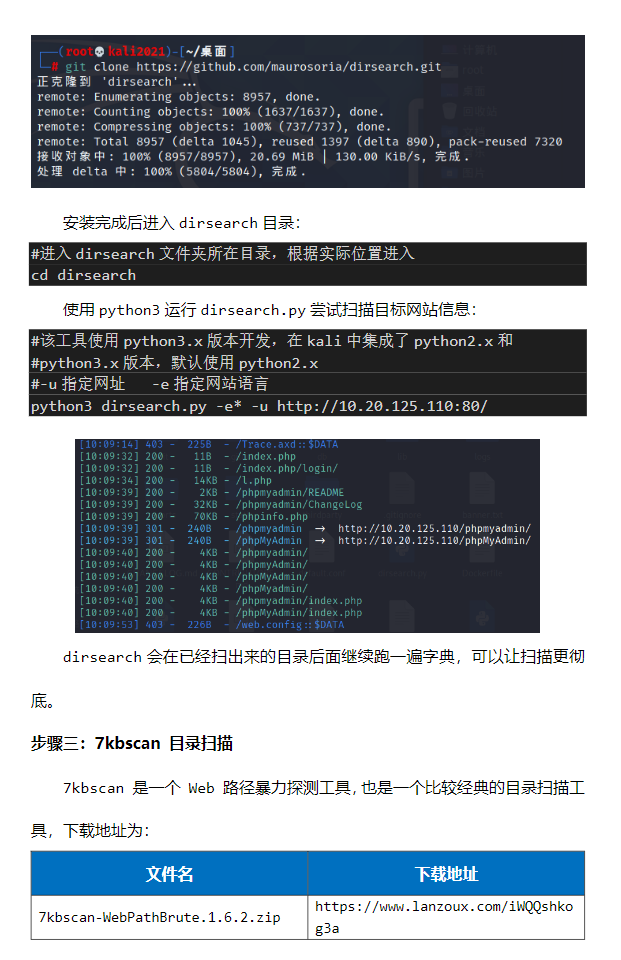 ┌──(root💀kali2021)-[~/桌面]
└─# git clone https://github.com/maurosoria/dirsearch.git
正克隆到 'dirsearch'...
remote: Enumerating objects: 8957, done.
remote: Counting objects: 100% (1637/1637), done.
remote: Compressing objects: 100% (737/737), done.
remote: Total 8957 (delta 1045), reused 1397 (delta 890), pack-reused 7320
接收对象中: 100% (8957/8957), 20.69 MiB | 130.00 KiB/s, 完成.
处理 delta 中: 100% (5804/5804), 完成.
安装完成后进入 dirsearch 目录：
#进入 dirsearch 文件夹所在目录，根据实际位置进入
cd dirsearch
使用 python3 运行 dirsearch.py 尝试扫描目标网站信息：
#该工具使用 python3.x 版本开发，在 kali 中集成了 python2.x 和
#python3.x 版本，默认使用 python2.x
#-u 指定网址 -e 指定网站语言
python3 dirsearch.py -e* -u http://10.20.125.110:80/
[10:09:14] 403 - 225B - /Trace.axd::$DATA
[10:09:32] 200 - 11B - /index.php
[10:09:32] 200 - 11B - /index.php/login/
[10:09:34] 200 - 14KB - /l.php
[10:09:39] 200 - 2KB - /phpmyadmin/README
[10:09:39] 200 - 32KB - /phpmyadmin/ChangeLog
[10:09:39] 200 - 70KB - /phpinfo.php
[10:09:39] 301 - 240B - /phpmyadmin → http://10.20.125.110/phpmyadmin/
[10:09:39] 301 - 240B - /phpMyAdmin → http://10.20.125.110/phpMyAdmin/
[10:09:40] 200 - 4KB - /phpmyadmin/
[10:09:40] 200 - 4KB - /phpmyAdmin/
[10:09:40] 200 - 4KB - /phpMyadmin/
[10:09:40] 200 - 4KB - /phpMyAdmin/
[10:09:40] 200 - 4KB - /phpmyadmin/index.php
[10:09:40] 200 - 4KB - /phpMyAdmin/index.php
[10:09:53] 403 - 226B - /web.config::$DATA
dirsearch 会在已经扫出来的目录后面继续跑一遍字典，可以让扫描更彻
底。
步骤三：7kbscan 目录扫描
7kbscan 是一个 Web 路径暴力探测工具，也是一个比较经典的目录扫描工
具，下载地址为：
文件名 下载地址
7kbscan-WebPathBrute.1.6.2.zip https://www.lanzoux.com/iWQQshko
g3a